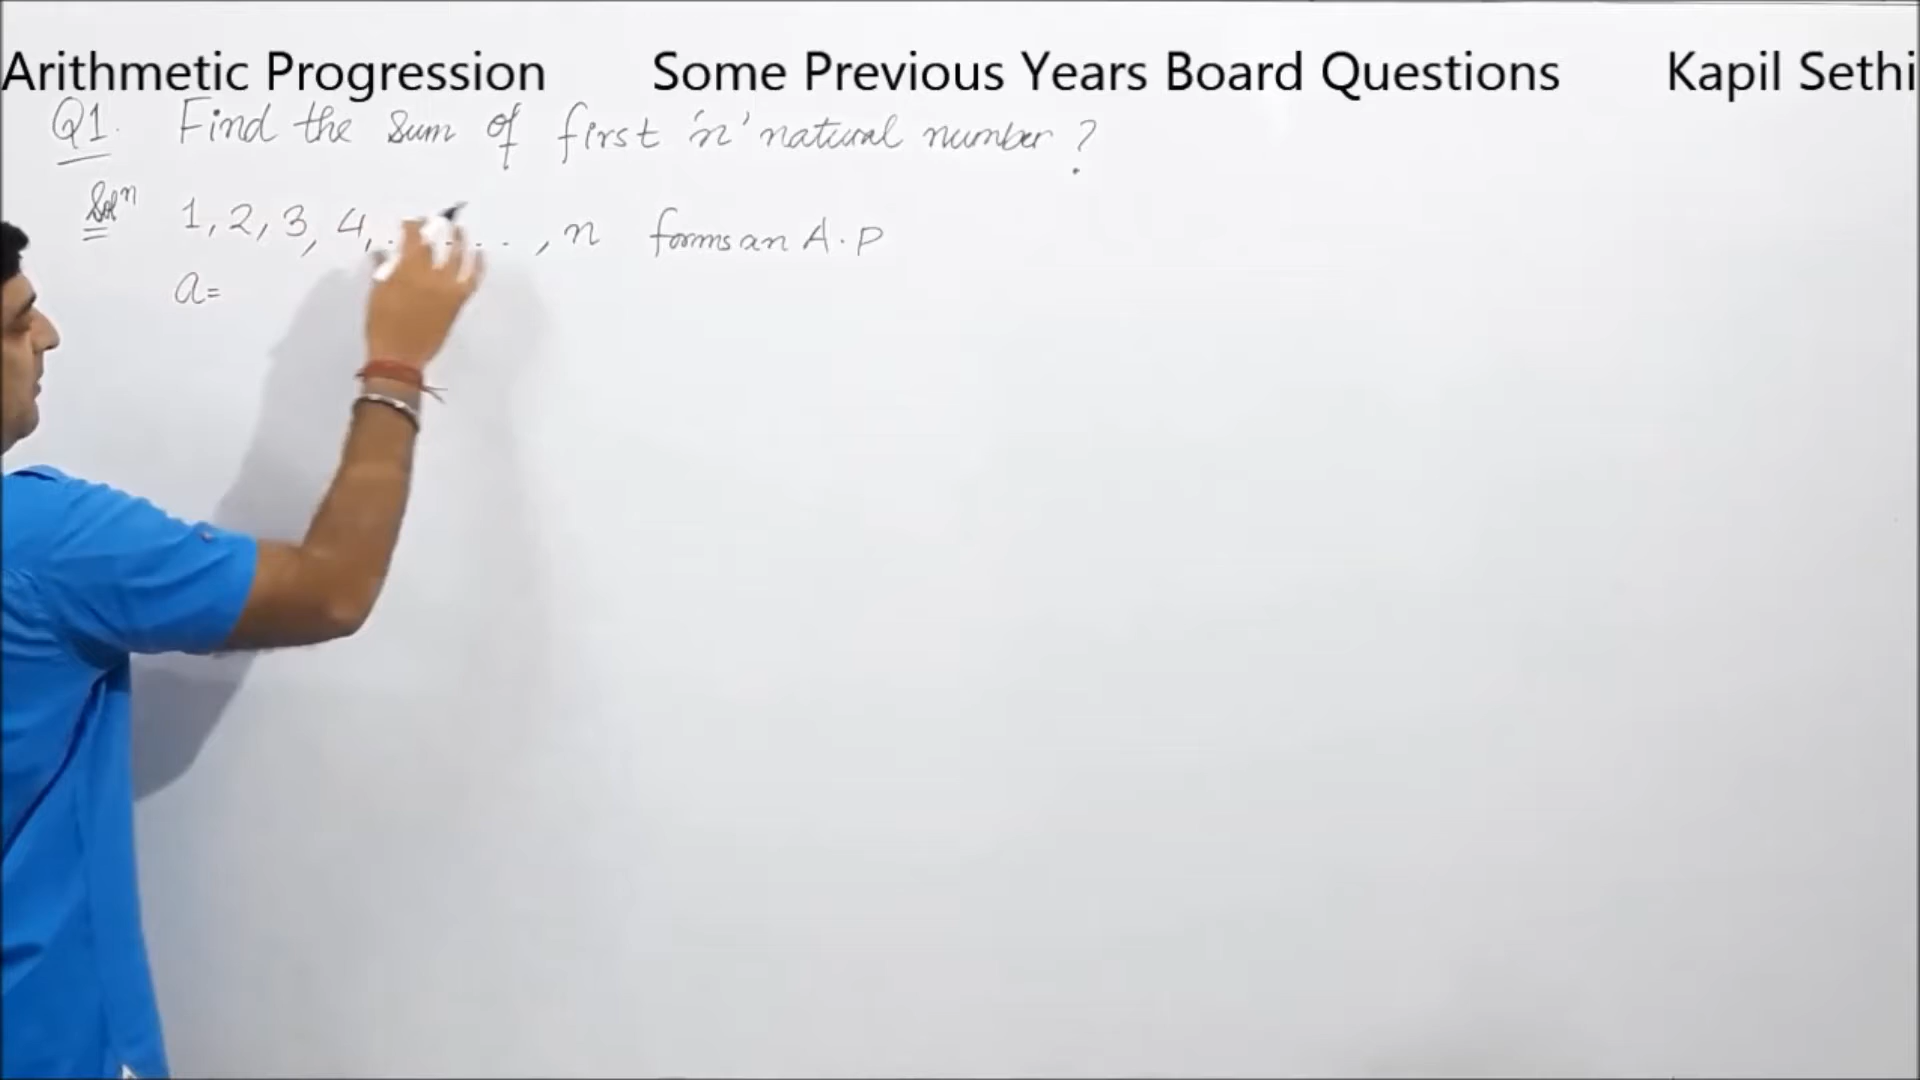 Arithmetic Progression Some Previous Years Board Questions Kapil Sethi
Q1. Find the sum of first 'n' natural number ?
Solⁿ 1, 2, 3, 4, ......, n forms an A.P
a=